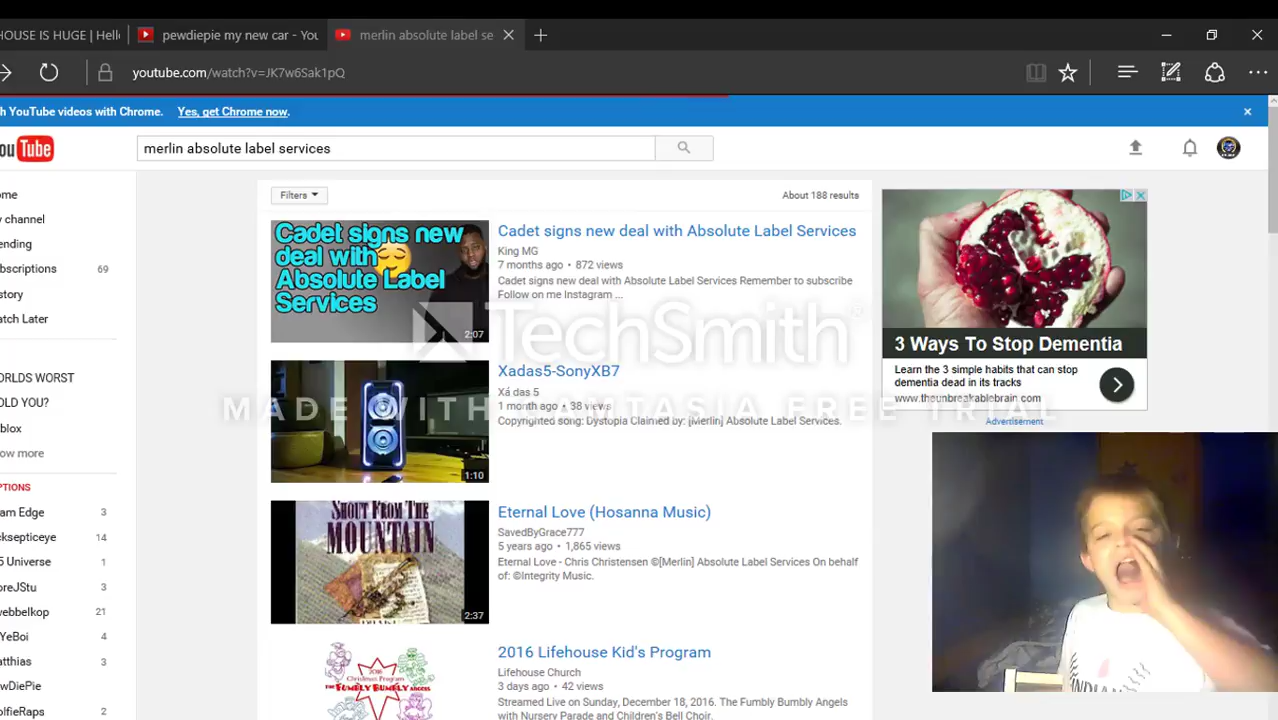 HOUSE IS HUGE | Hell
pewdiepie my new car - You
merlin absolute label se
youtube.com/watch?v=JK7w6Sak1pQ
h YouTube videos with Chrome. Yes, get Chrome now.
ouTube
merlin absolute label services
ome
Filters
About 188 results
y channel
ending
bscriptions 69
story
atch Later
ORLDS WORST
OLD YOU?
blox
ow more
PTIONS
am Edge 3
cksepticeye 14
5 Universe 1
oreJStu 3
webbelkop 21
YeBoi 4
atthias 3
wDiePie
olfieRaps 2
Cadet signs new
deal with
Absolute Label
Services
2:07
Cadet signs new deal with Absolute Label Services
King MG
7 months ago • 872 views
Cadet signs new deal with Absolute Label Services Remember to subscribe
Follow on me Instagram ...
TechSmith
MADE WITH CAMTASIA FREE TRIAL
1:10
Xadas5-SonyXB7
Xá das 5
1 month ago • 38 views
Copyrighted song: Dystopia Claimed by: [Merlin] Absolute Label Services.
SHOUT FROM THE
MOUNTAIN
2:37
Eternal Love (Hosanna Music)
SavedByGrace777
5 years ago • 1,865 views
Eternal Love - Chris Christensen ©[Merlin] Absolute Label Services On behalf
of: ©Integrity Music.
2016
Christmas Program
THE FUMBLY BUMBLY ANGELS
2016 Lifehouse Kid's Program
Lifehouse Church
3 days ago • 42 views
Streamed Live on Sunday, December 18, 2016. The Fumbly Bumbly Angels
with Nursery Parade and Children's Bell Choir.
3 Ways To Stop Dementia
Learn the 3 simple habits that can stop
dementia dead in its tracks
www.theunbreakablebrain.com
Advertisement